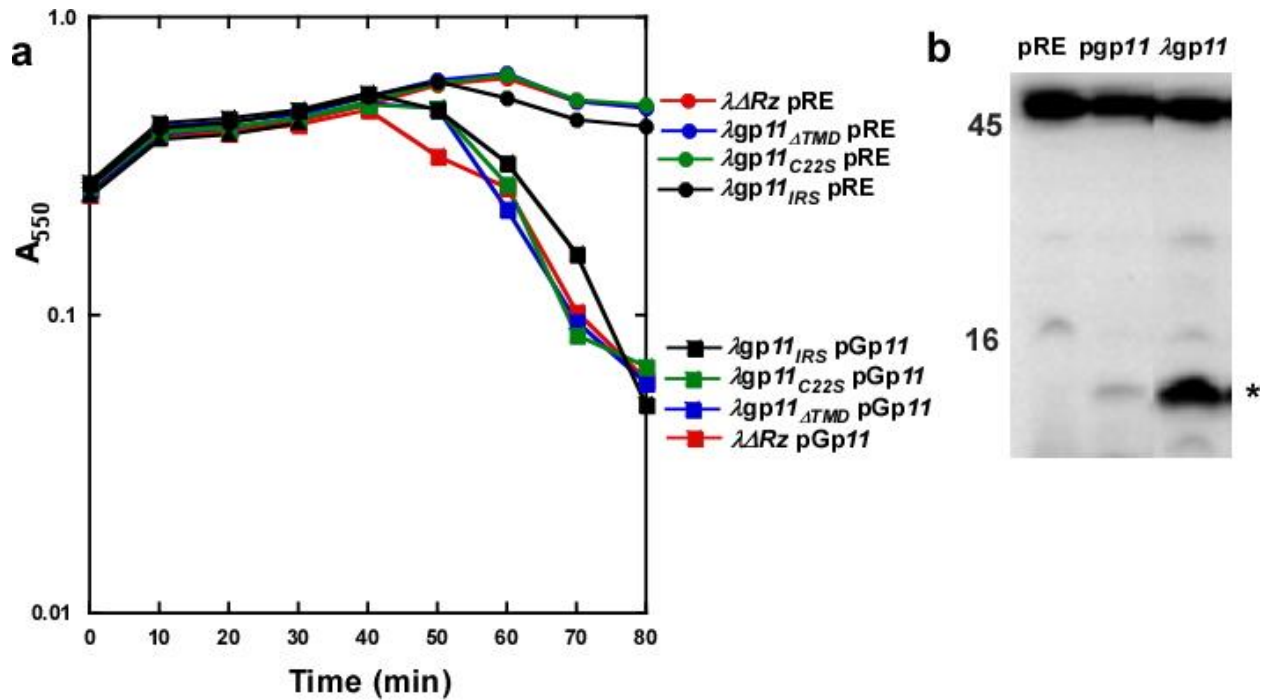 a
1.0
0.1
0.01
A550
0 10 20 30 40 50 60 70 80
Time (min)
λΔRz pRE
λgp11ΔTMD pRE
λgp11C22S pRE
λgp11IRS pRE
λgp11IRS pGp11
λgp11C22S pGp11
λgp11ΔTMD pGp11
λΔRz pGp11
b
pRE pgp11 λgp11
45
16
*